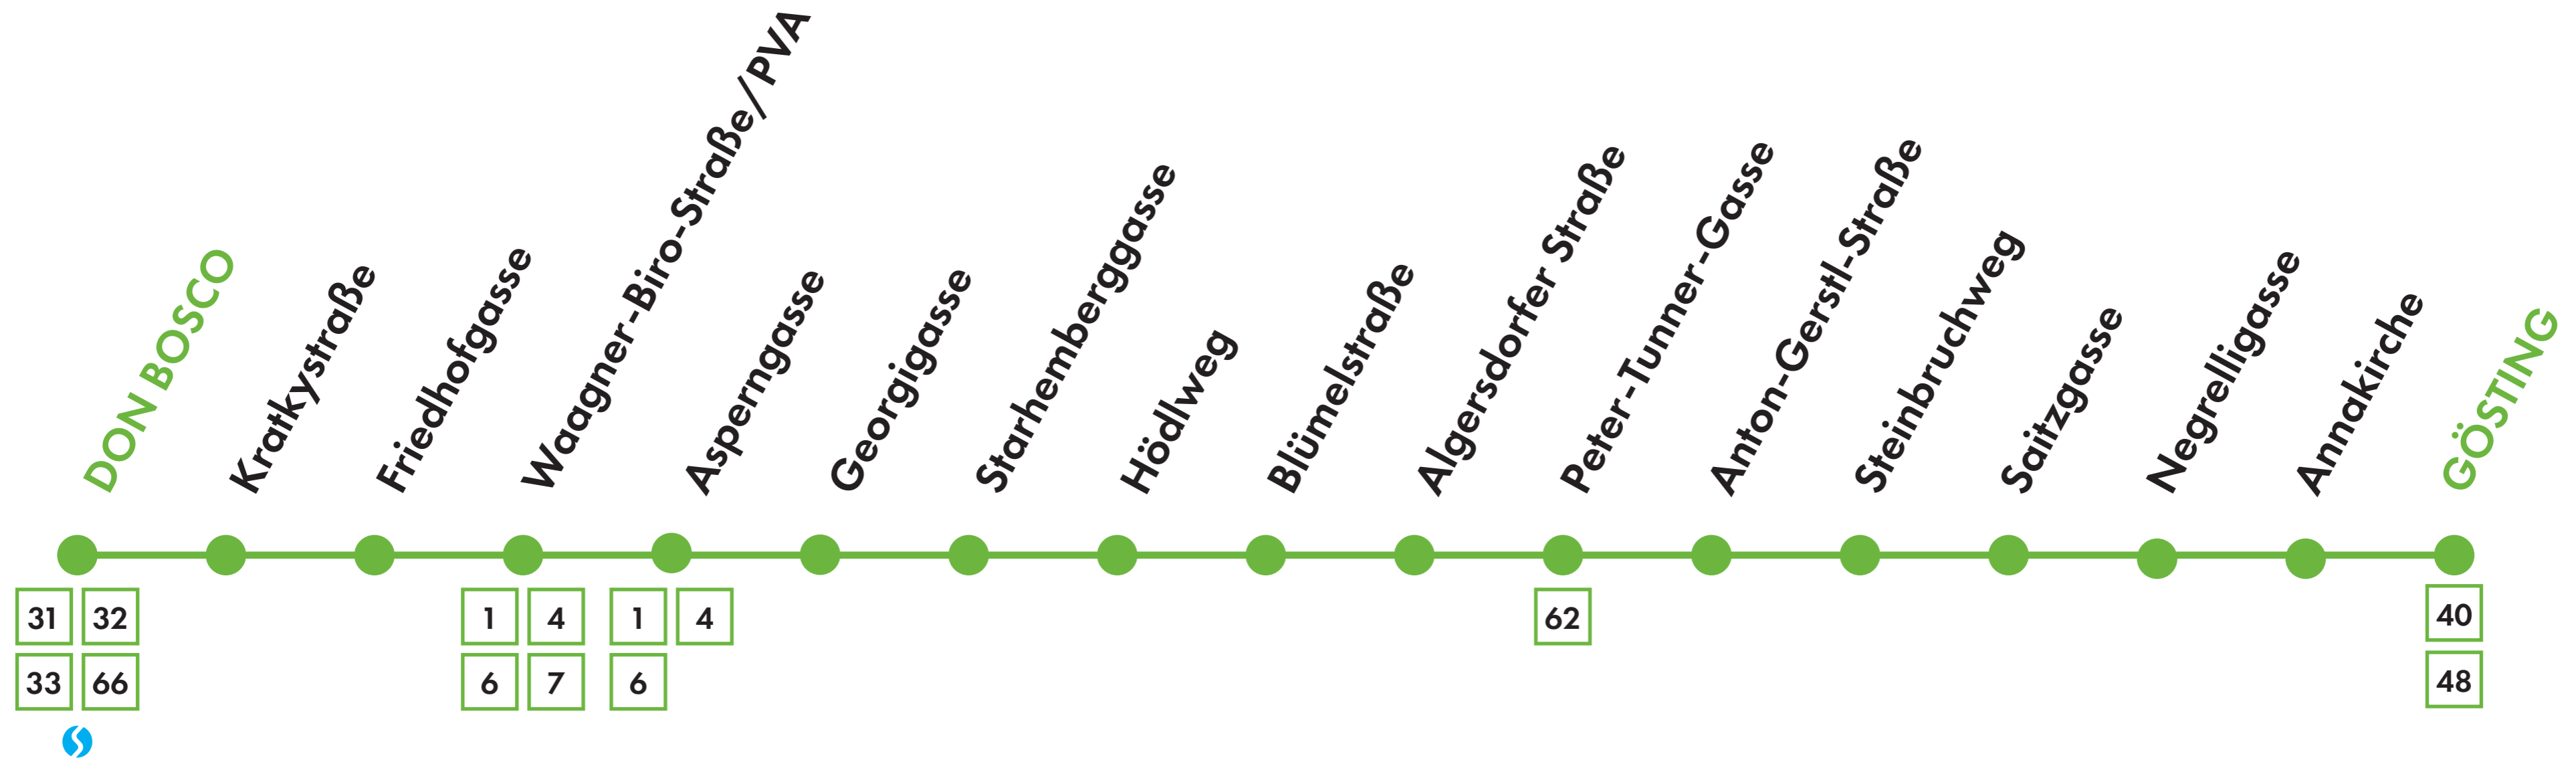 DON BOSCO
Kratkystraße
Friedhofgasse
Waagner-Biro-Straße/PVA
Asperngasse
Georgigasse
Starhemberggasse
Hödlweg
Blümelstraße
Algersdorfer Straße
Peter-Tunner-Gasse
Anton-Gerstl-Straße
Steinbruchweg
Saitzgasse
Negrelligasse
Annakirche
GÖSTING
31 32
33 66
1 4
6 7
1 4
6
62
40
48
S